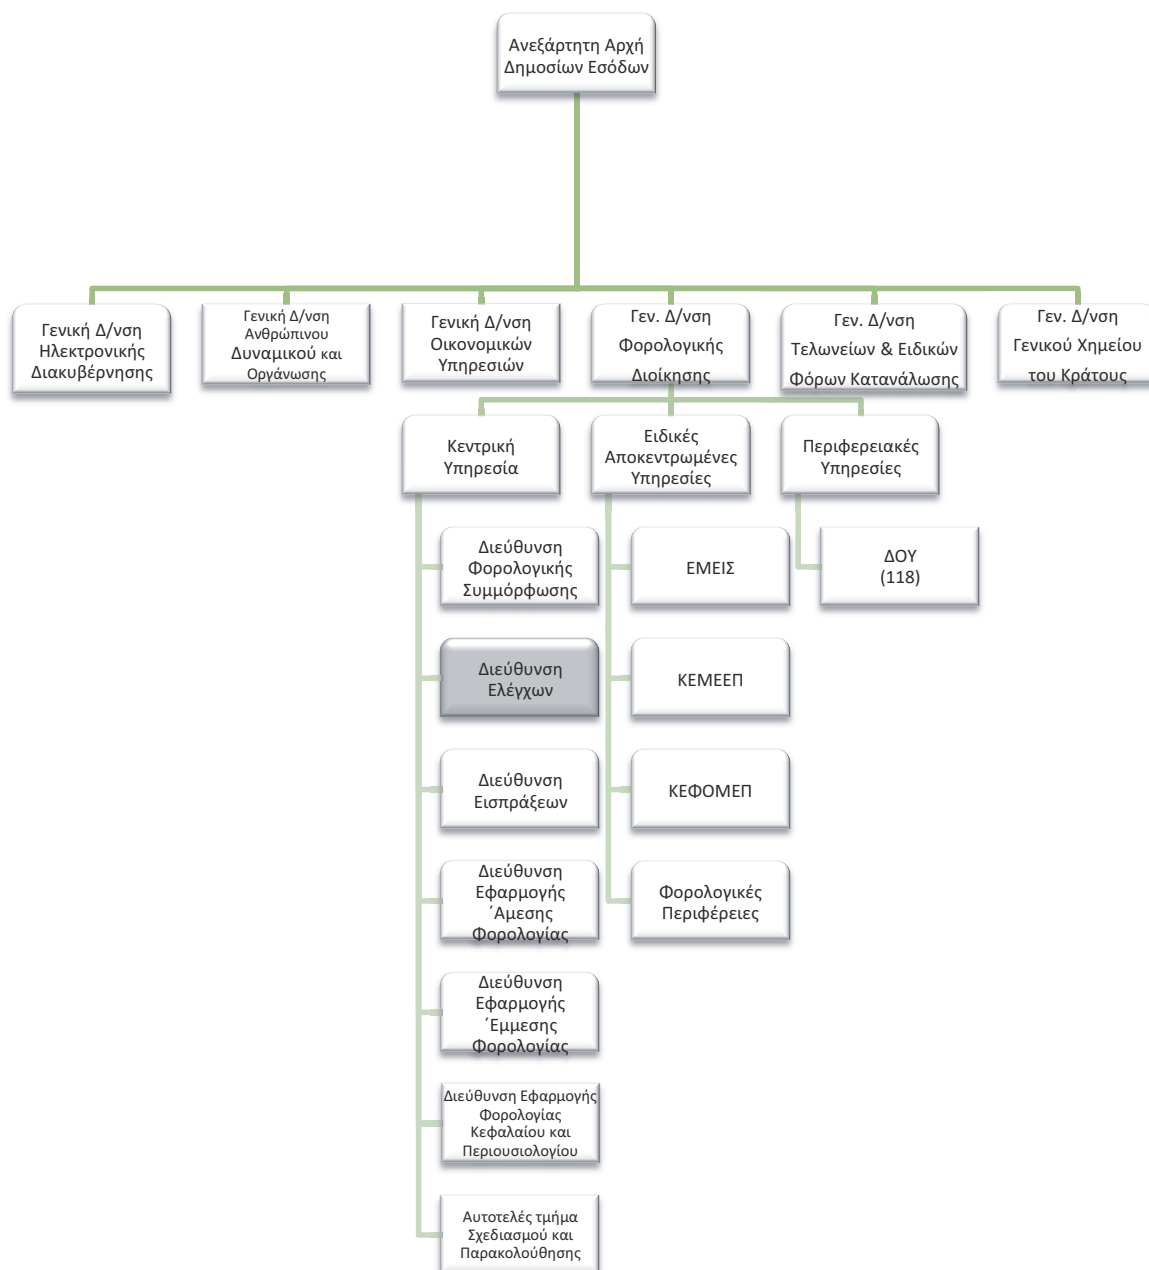 Ανεξάρτητη Αρχή
Δημοσίων Εσόδων
Γενική Δ/νση
Ηλεκτρονικής
Διακυβέρνησης
Γενική Δ/νση
Ανθρώπινου
Δυναμικού και
Οργάνωσης
Γενική Δ/νση
Οικονομικών
Υπηρεσιών
Γεν. Δ/νση
Φορολογικής
Διοίκησης
Γεν. Δ/νση
Τελωνείων & Ειδικών
Φόρων Κατανάλωσης
Γεν. Δ/νση
Γενικού Χημείου
του Κράτους
Κεντρική
Υπηρεσία
Ειδικές
Αποκεντρωμένες
Υπηρεσίες
Περιφερειακές
Υπηρεσίες
Διεύθυνση
Φορολογικής
Συμμόρφωσης
ΕΜΕΙΣ
ΔΟΥ
(118)
Διεύθυνση
Ελέγχων
ΚΕΜΕΕΠ
Διεύθυνση
Εισπράξεων
ΚΕΦΟΜΕΠ
Διεύθυνση
Εφαρμογής
΄Αμεσης
Φορολογίας
Φορολογικές
Περιφέρειες
Διεύθυνση
Εφαρμογής
΄Εμμεσης
Φορολογίας
Διεύθυνση Εφαρμογής
Φορολογίας
Κεφαλαίου και
Περιουσιολογίου
Αυτοτελές τμήμα
Σχεδιασμού και
Παρακολούθησης